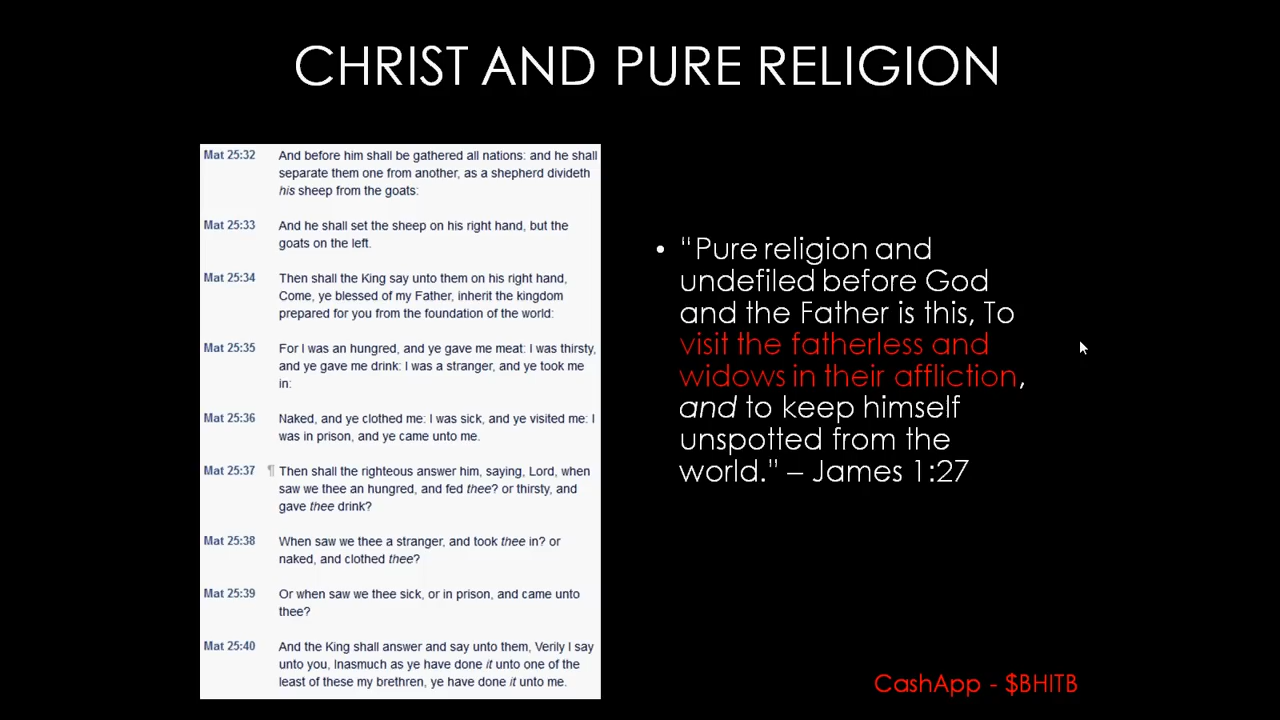 CHRIST AND PURE RELIGION
Mat 25:32 And before him shall be gathered all nations: and he shall
separate them one from another, as a shepherd divideth
his sheep from the goats:
Mat 25:33 And he shall set the sheep on his right hand, but the
goats on the left.
Mat 25:34 Then shall the King say unto them on his right hand,
Come, ye blessed of my Father, inherit the kingdom
prepared for you from the foundation of the world:
Mat 25:35 For I was an hungred, and ye gave me meat: I was thirsty,
and ye gave me drink: I was a stranger, and ye took me
in:
Mat 25:36 Naked, and ye clothed me: I was sick, and ye visited me: I
was in prison, and ye came unto me.
Mat 25:37 ¶ Then shall the righteous answer him, saying, Lord, when
saw we thee an hungred, and fed thee? or thirsty, and
gave thee drink?
Mat 25:38 When saw we thee a stranger, and took thee in? or
naked, and clothed thee?
Mat 25:39 Or when saw we thee sick, or in prison, and came unto
thee?
Mat 25:40 And the King shall answer and say unto them, Verily I say
unto you, Inasmuch as ye have done it unto one of the
least of these my brethren, ye have done it unto me.
• “Pure religion and
undefiled before God
and the Father is this, To
visit the fatherless and
widows in their affliction,
and to keep himself
unspotted from the
world.” – James 1:27
CashApp - $BHITB